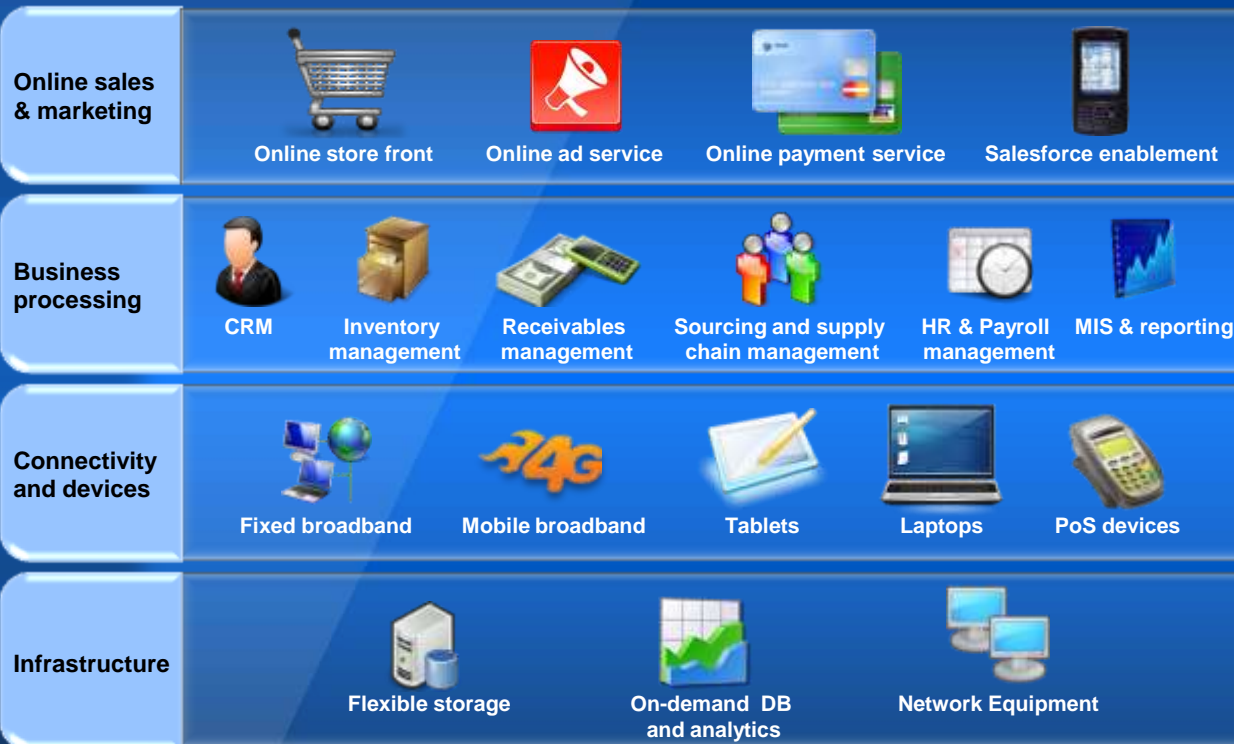 Online sales
& marketing
Online store front
Online ad service
Online payment service
Salesforce enablement
Business
processing
CRM
Inventory
management
Receivables
management
Sourcing and supply
chain management
HR & Payroll
management
MIS & reporting
Connectivity
and devices
4G
Fixed broadband
Mobile broadband
Tablets
Laptops
PoS devices
Infrastructure
Flexible storage
On-demand DB
and analytics
Network Equipment